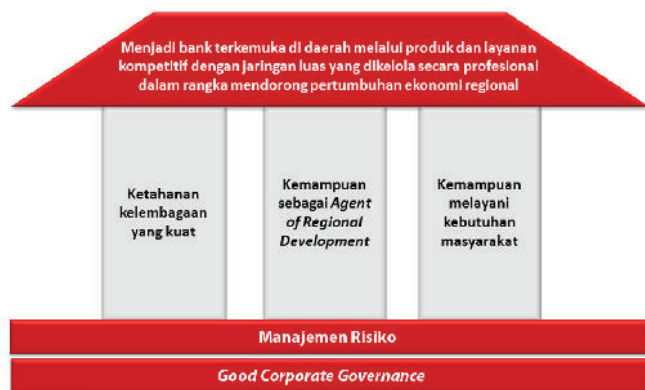 Menjadi bank terkemuka di daerah melalui produk dan layanan
kompetitif dengan jaringan luas yang dikelola secara profesional
dalam rangka mendorong pertumbuhan ekonomi regional
Ketahanan
kelembagaan
yang kuat
Kemampuan
sebagai Agent
of Regional
Development
Kemampuan
melayani
kebutuhan
masyarakat
Manajemen Risiko
Good Corporate Governance